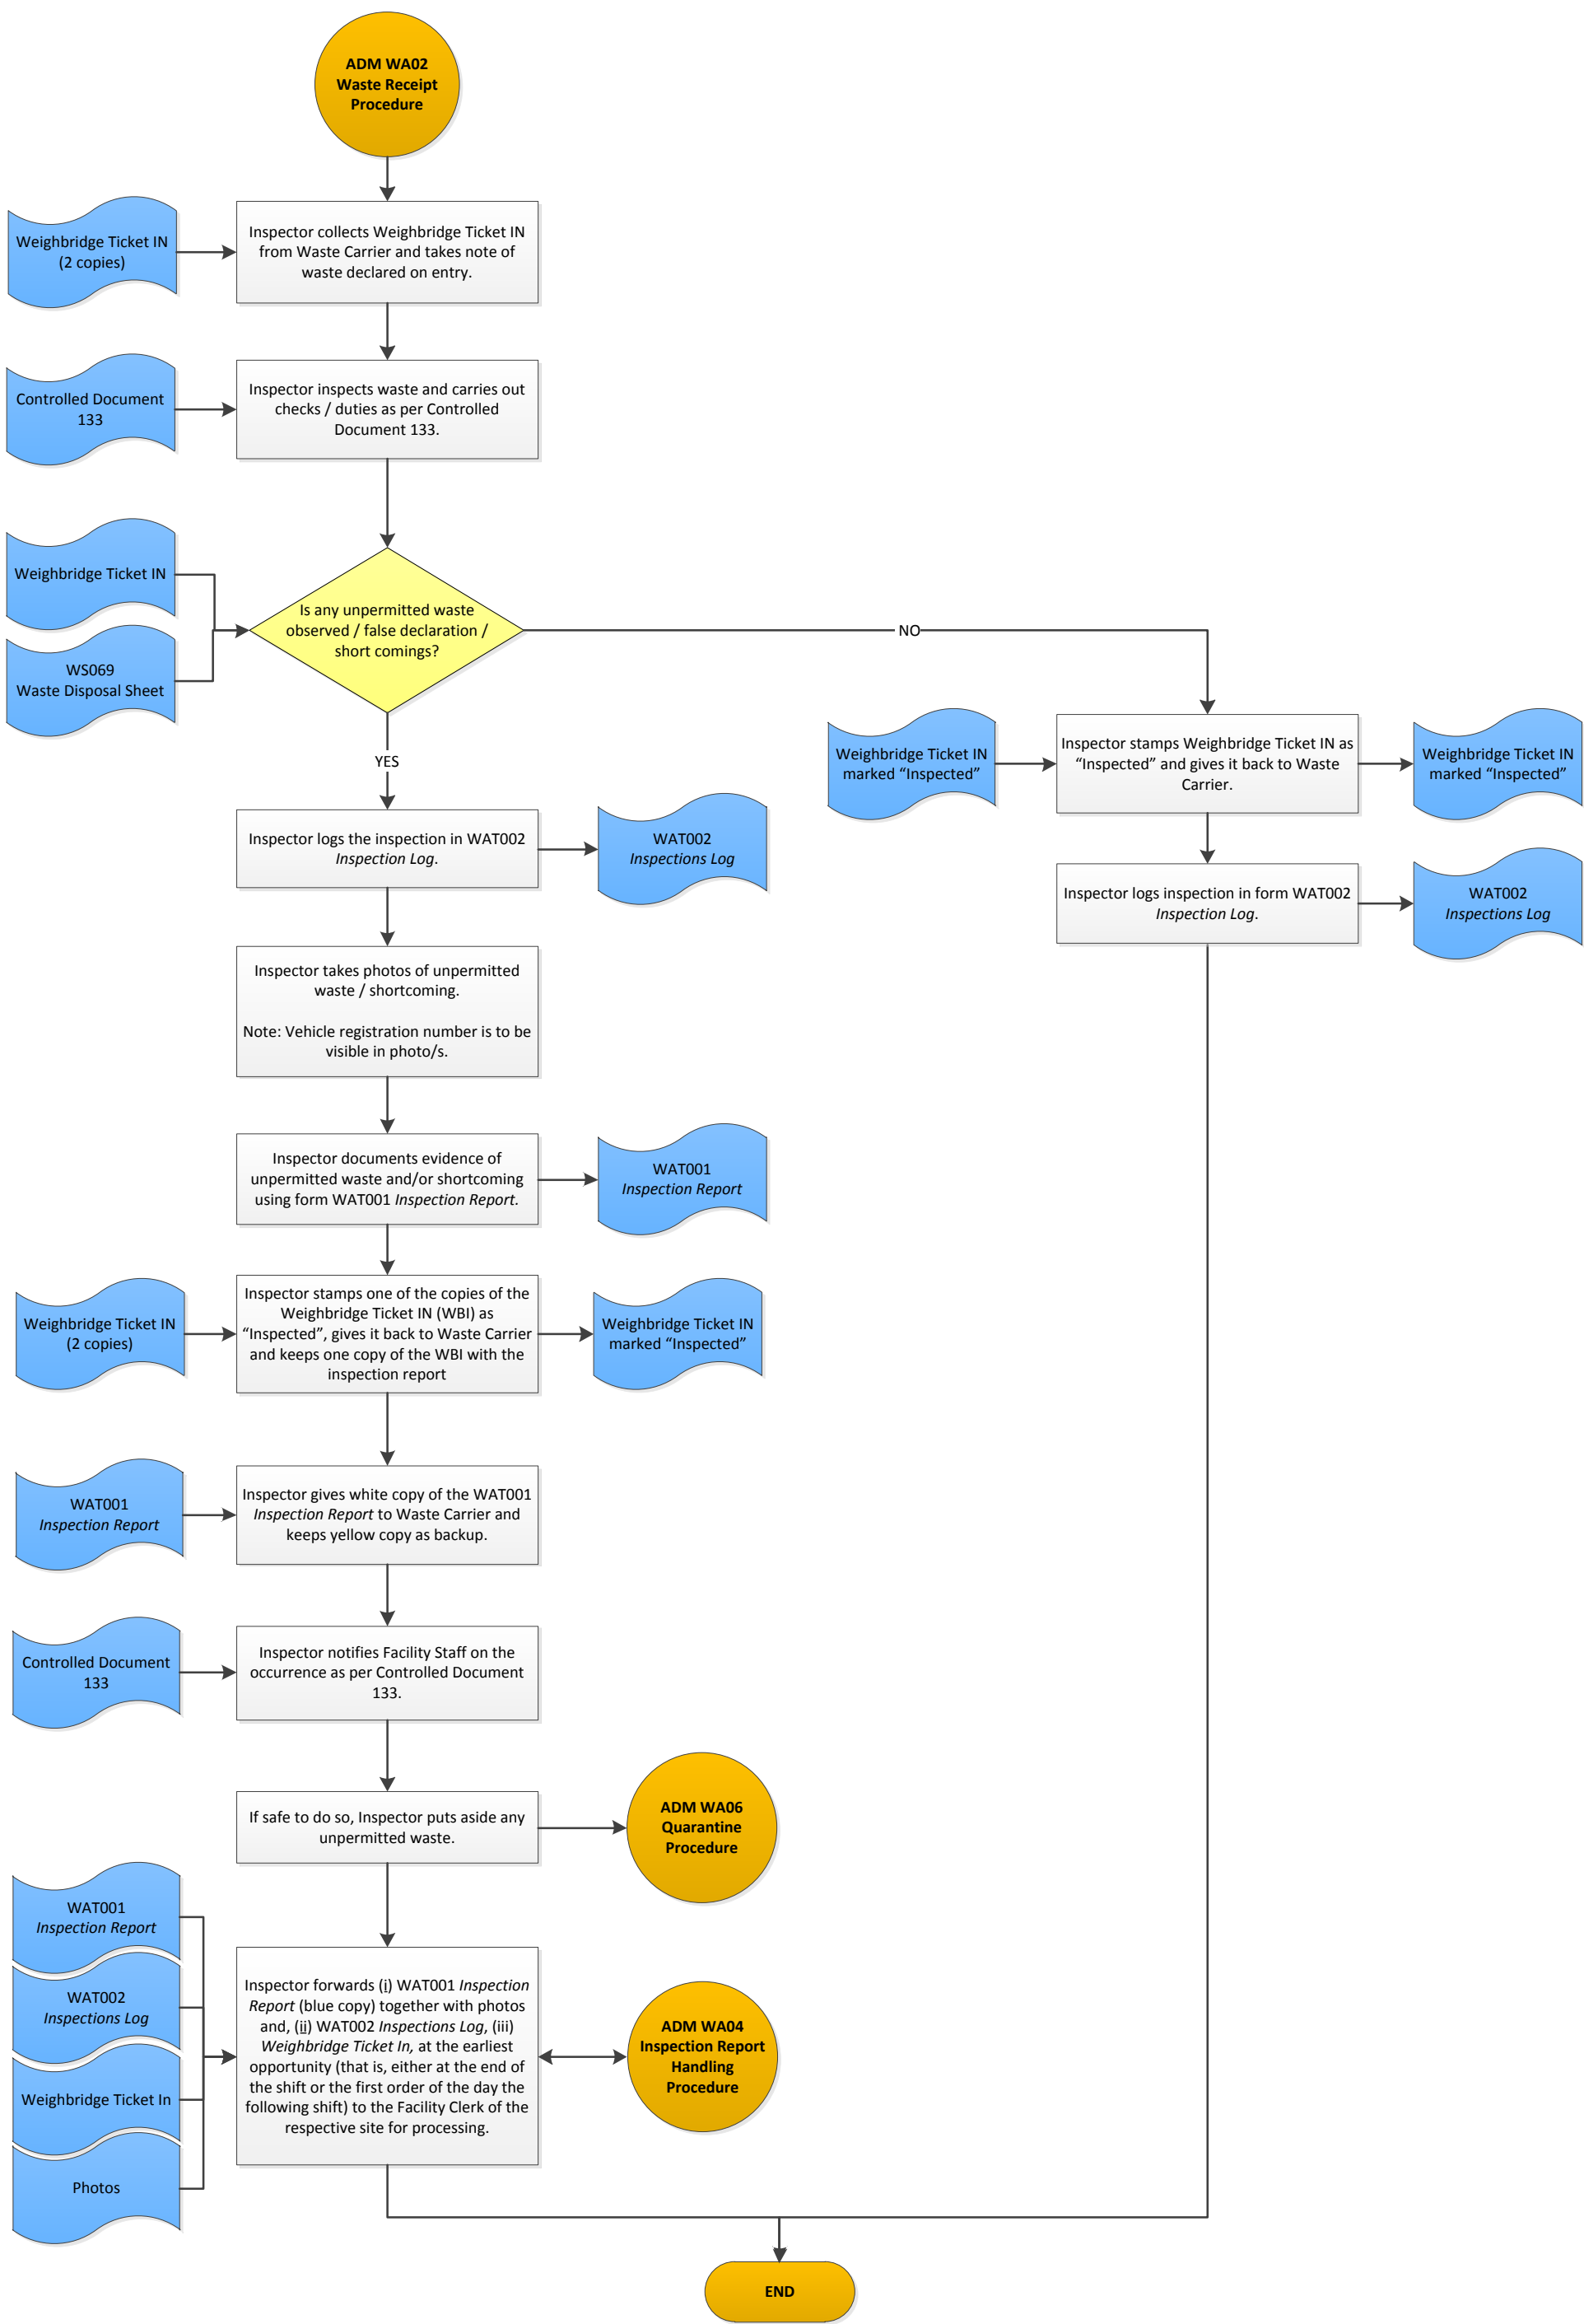 ADM WA02
Waste Receipt
Procedure
Weighbridge Ticket IN
(2 copies)
Inspector collects Weighbridge Ticket IN
from Waste Carrier and takes note of
waste declared on entry.
Controlled Document
133
Inspector inspects waste and carries out
checks / duties as per Controlled
Document 133.
Weighbridge Ticket IN
WS069
Waste Disposal Sheet
Is any unpermitted waste
observed / false declaration /
short comings?
NO
YES
Weighbridge Ticket IN
marked “Inspected”
Inspector stamps Weighbridge Ticket IN as
“Inspected” and gives it back to Waste
Carrier.
Weighbridge Ticket IN
marked “Inspected”
Inspector logs the inspection in WAT002
Inspection Log.
WAT002
Inspections Log
Inspector logs inspection in form WAT002
Inspection Log.
WAT002
Inspections Log
Inspector takes photos of unpermitted
waste / shortcoming.
Note: Vehicle registration number is to be
visible in photo/s.
Inspector documents evidence of
unpermitted waste and/or shortcoming
using form WAT001 Inspection Report.
WAT001
Inspection Report
Weighbridge Ticket IN
(2 copies)
Inspector stamps one of the copies of the
Weighbridge Ticket IN (WBI) as
“Inspected”, gives it back to Waste Carrier
and keeps one copy of the WBI with the
inspection report
Weighbridge Ticket IN
marked “Inspected”
WAT001
Inspection Report
Inspector gives white copy of the WAT001
Inspection Report to Waste Carrier and
keeps yellow copy as backup.
Controlled Document
133
Inspector notifies Facility Staff on the
occurrence as per Controlled Document
133.
If safe to do so, Inspector puts aside any
unpermitted waste.
ADM WA06
Quarantine
Procedure
WAT001
Inspection Report
WAT002
Inspections Log
Weighbridge Ticket In
Photos
Inspector forwards (i) WAT001 Inspection
Report (blue copy) together with photos
and, (ii) WAT002 Inspections Log, (iii)
Weighbridge Ticket In, at the earliest
opportunity (that is, either at the end of
the shift or the first order of the day the
following shift) to the Facility Clerk of the
respective site for processing.
ADM WA04
Inspection Report
Handling
Procedure
END